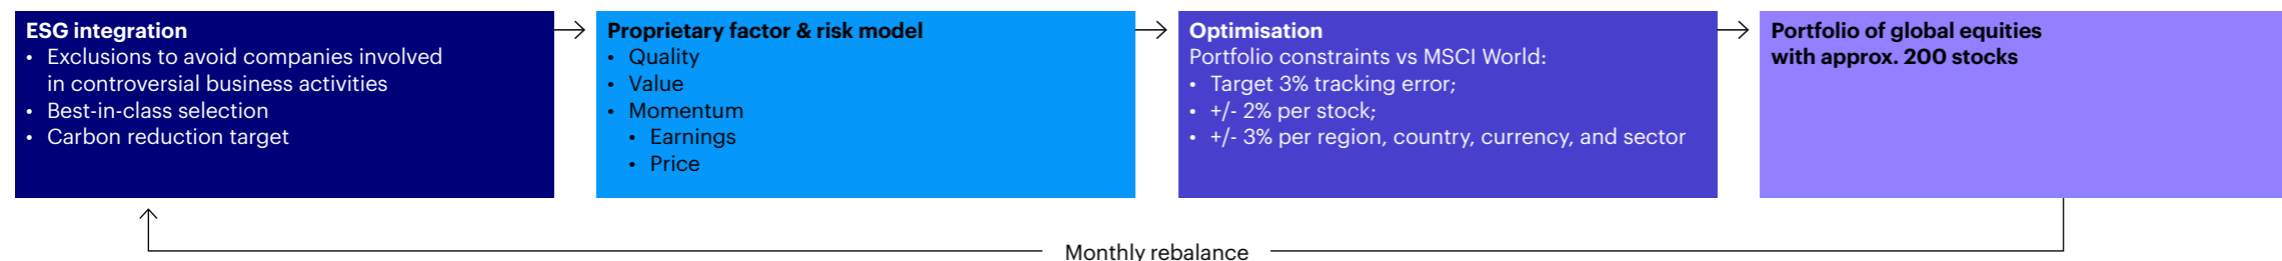 ESG integration
• Exclusions to avoid companies involved
in controversial business activities
• Best-in-class selection
• Carbon reduction target
Proprietary factor & risk model
• Quality
• Value
• Momentum
• Earnings
• Price
Optimisation
Portfolio constraints vs MSCI World:
• Target 3% tracking error;
• +/- 2% per stock;
• +/- 3% per region, country, currency, and sector
Portfolio of global equities
with approx. 200 stocks
Monthly rebalance